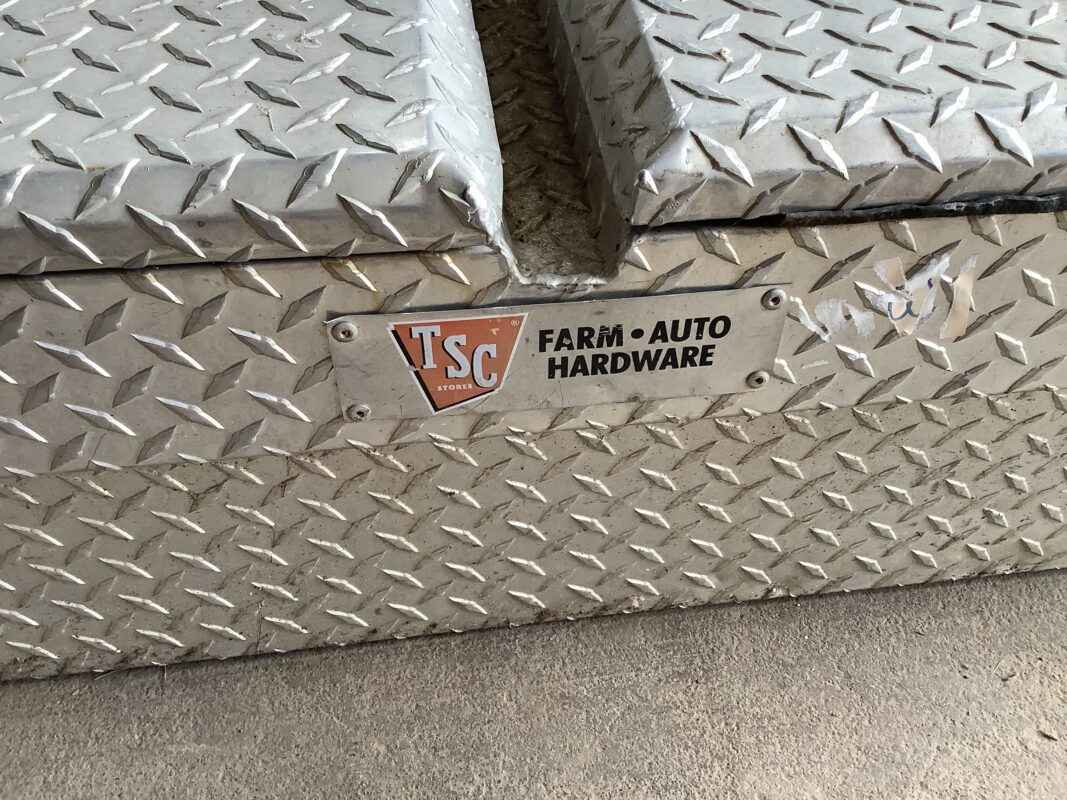 TSC
STORES
®
FARM • AUTO
HARDWARE